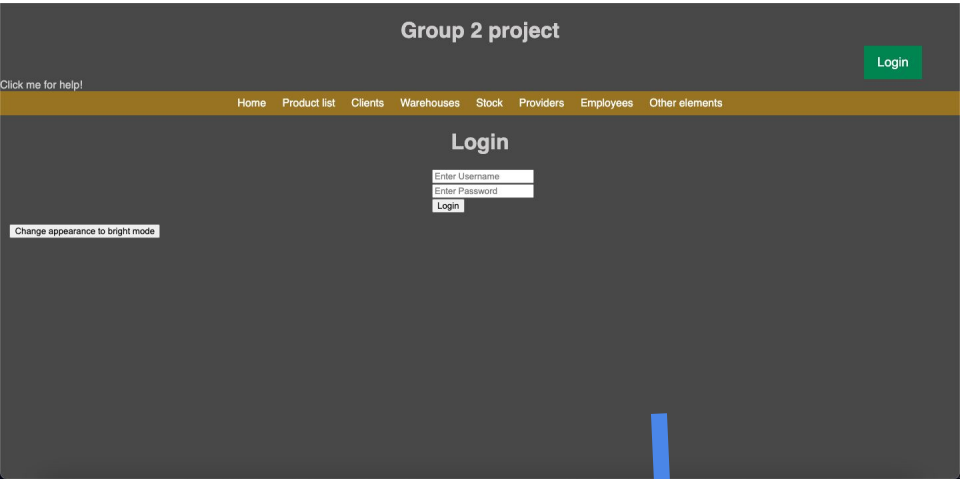 Group 2 project
Login
Click me for help!
Home Product list Clients Warehouses Stock Providers Employees Other elements
Login
Enter Username
Enter Password
Login
Change appearance to bright mode